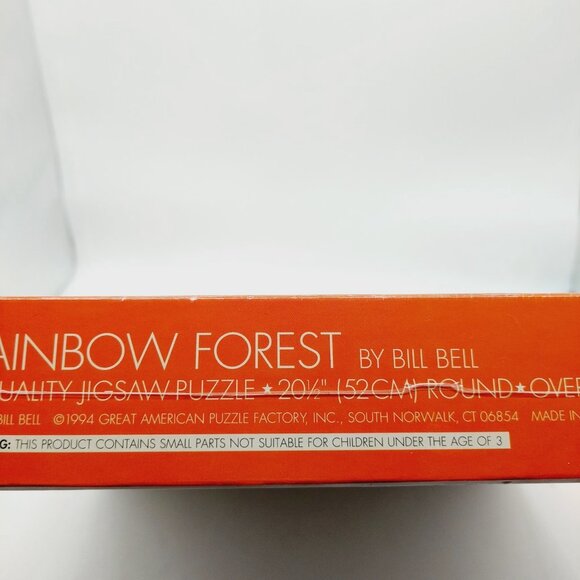 AINBOW FOREST BY BILL BELL
QUALITY JIGSAW PUZZLE ★ 20½" (52CM) ROUND ★ OVER
BILL BELL ©1994 GREAT AMERICAN PUZZLE FACTORY, INC., SOUTH NORWALK, CT 06854 MADE IN
G: THIS PRODUCT CONTAINS SMALL PARTS NOT SUITABLE FOR CHILDREN UNDER THE AGE OF 3